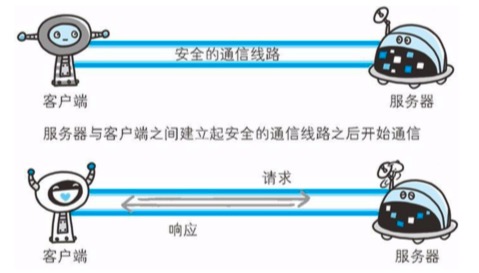 安全的通信线路
客户端
服务器
服务器与客户端之间建立起安全的通信线路之后开始通信
请求
响应
客户端
服务器